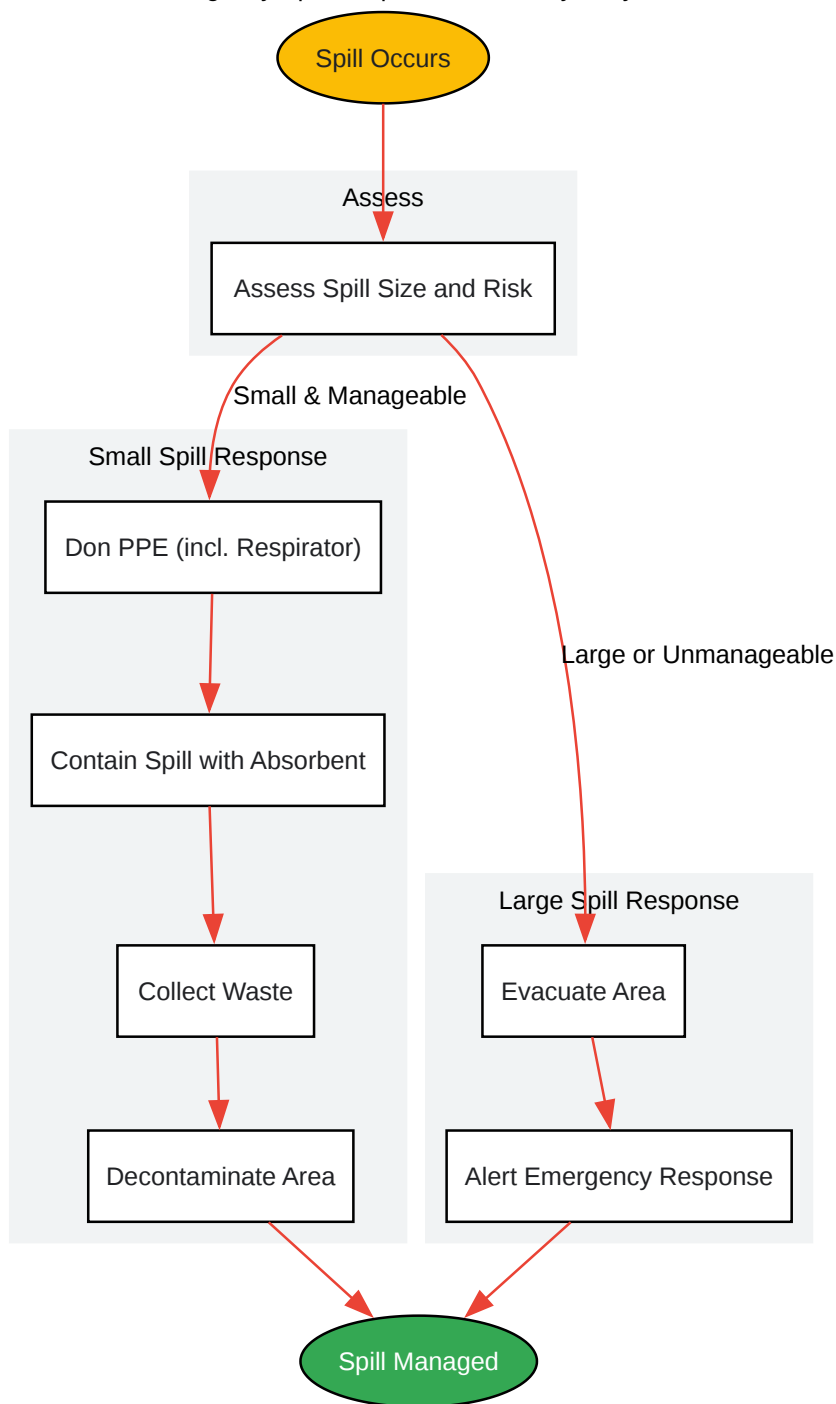 Spill Occurs
Assess
Assess Spill Size and Risk
Small & Manageable
Small Spill Response
Don PPE (incl. Respirator)
Large or Unmanageable
Contain Spill with Absorbent
Large Spill Response
Collect Waste
Evacuate Area
Decontaminate Area
Alert Emergency Response
Spill Managed